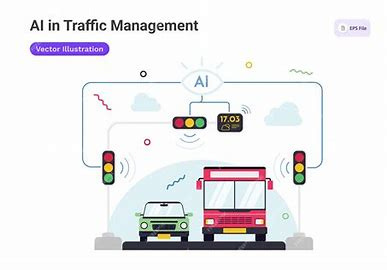 AI in Traffic Management
EPS File
Vector Illustration
Ai
17.03